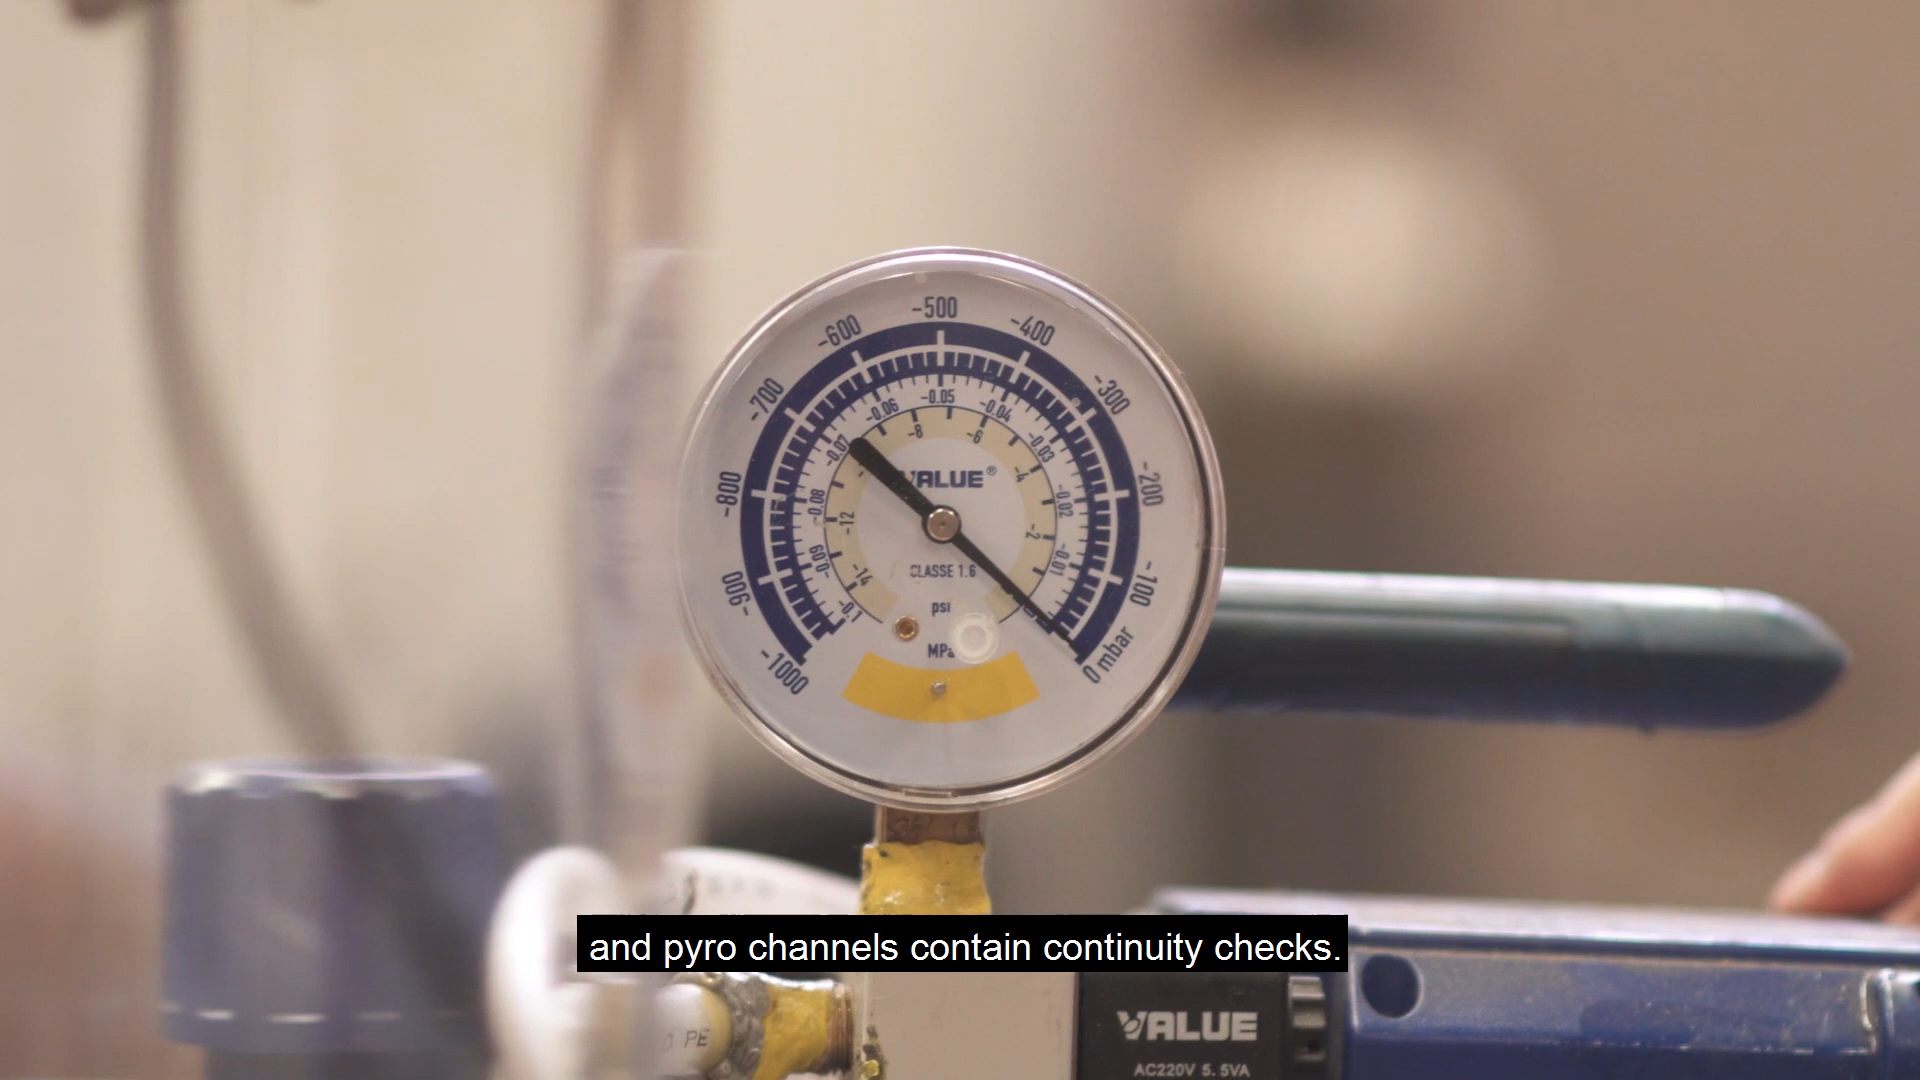 -500
-600
-400
-700
-300
-0.05
-0.06
-0.04
-8
-6
-0.07
-0.03
VALUE®
-4
-800
-200
-0.08
-0.02
-12
-2
-0.09
-0.01
CLASSE 1.6
-14
-900
-100
-0.1
psi
MPa
-1000
0 mbar
and pyro channels contain continuity checks.
VALUE
PE
AC220V 5.5VA